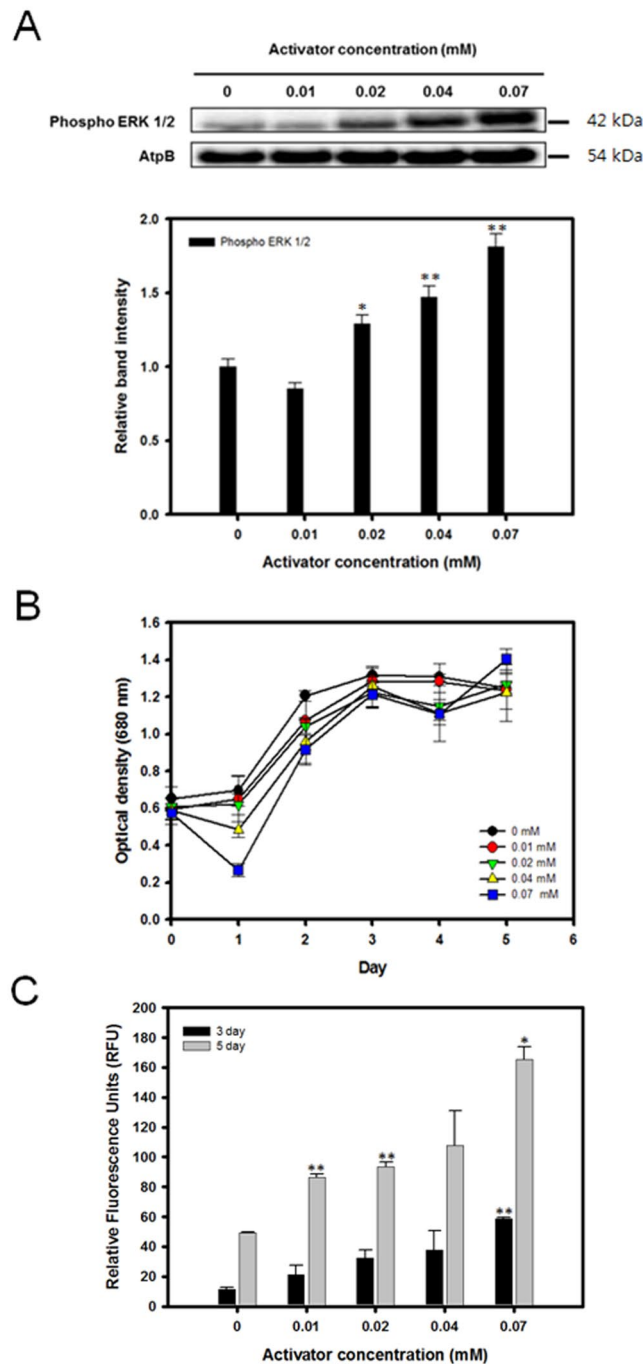 A
Activator concentration (mM)
0 0.01 0.02 0.04 0.07
Phospho ERK 1/2 42 kDa
AtpB 54 kDa
2.0
1.5
1.0
0.5
0.0
Relative band intensity
Phospho ERK 1/2
*
**
**
0 0.01 0.02 0.04 0.07
Activator concentration (mM)
B
1.6
1.4
1.2
1.0
0.8
0.6
0.4
0.2
0.0
Optical density (680 nm)
0 mM
0.01 mM
0.02 mM
0.04 mM
0.07 mM
0 1 2 3 4 5 6
Day
C
200
180
160
140
120
100
80
60
40
20
0
Relative Fluorescence Units (RFU)
3 day
5 day
**
**
*
**
0 0.01 0.02 0.04 0.07
Activator concentration (mM)